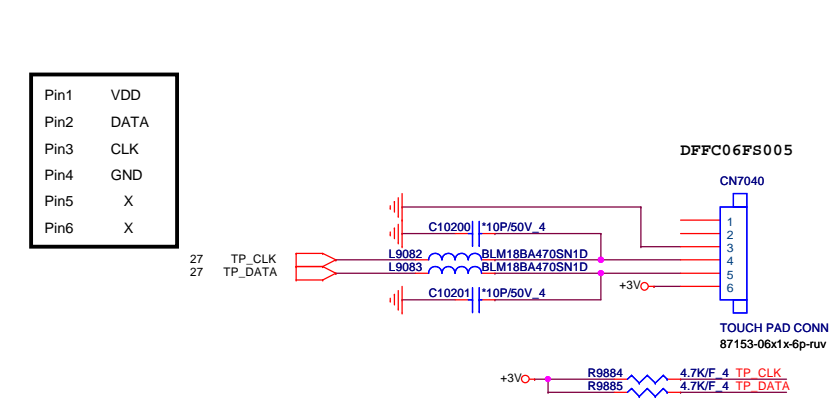 Pin1 VDD
Pin2 DATA
Pin3 CLK
Pin4 GND
Pin5 X
Pin6 X
DFFC06FS005
CN7040
1
2
3
4
5
6
C10200 *10P/50V_4
27 TP_CLK L9082 BLM18BA470SN1D
27 TP_DATA L9083 BLM18BA470SN1D
+3V
C10201 *10P/50V_4
TOUCH PAD CONN
87153-06x1x-6p-ruv
+3V R9884 4.7K/F_4 TP_CLK
R9885 4.7K/F_4 TP_DATA